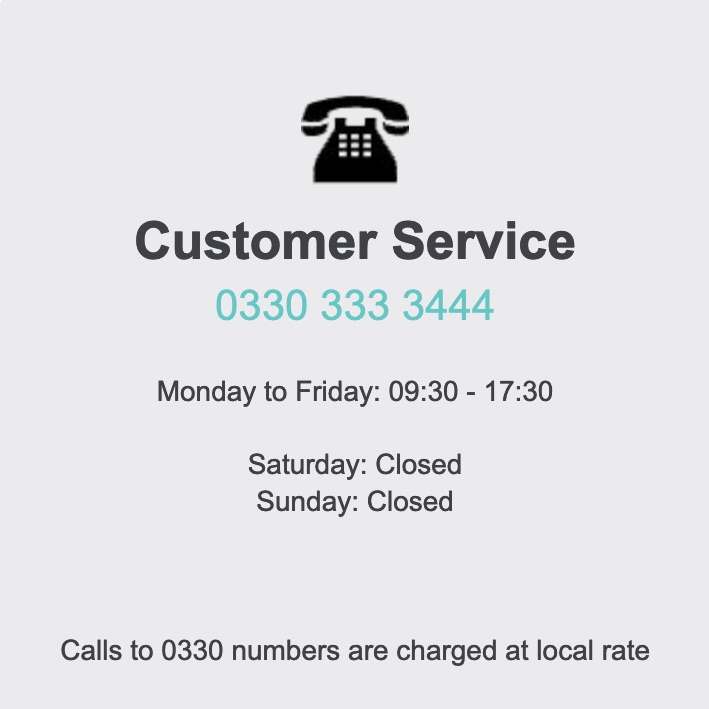 Customer Service
0330 333 3444
Monday to Friday: 09:30 - 17:30
Saturday: Closed
Sunday: Closed
Calls to 0330 numbers are charged at local rate